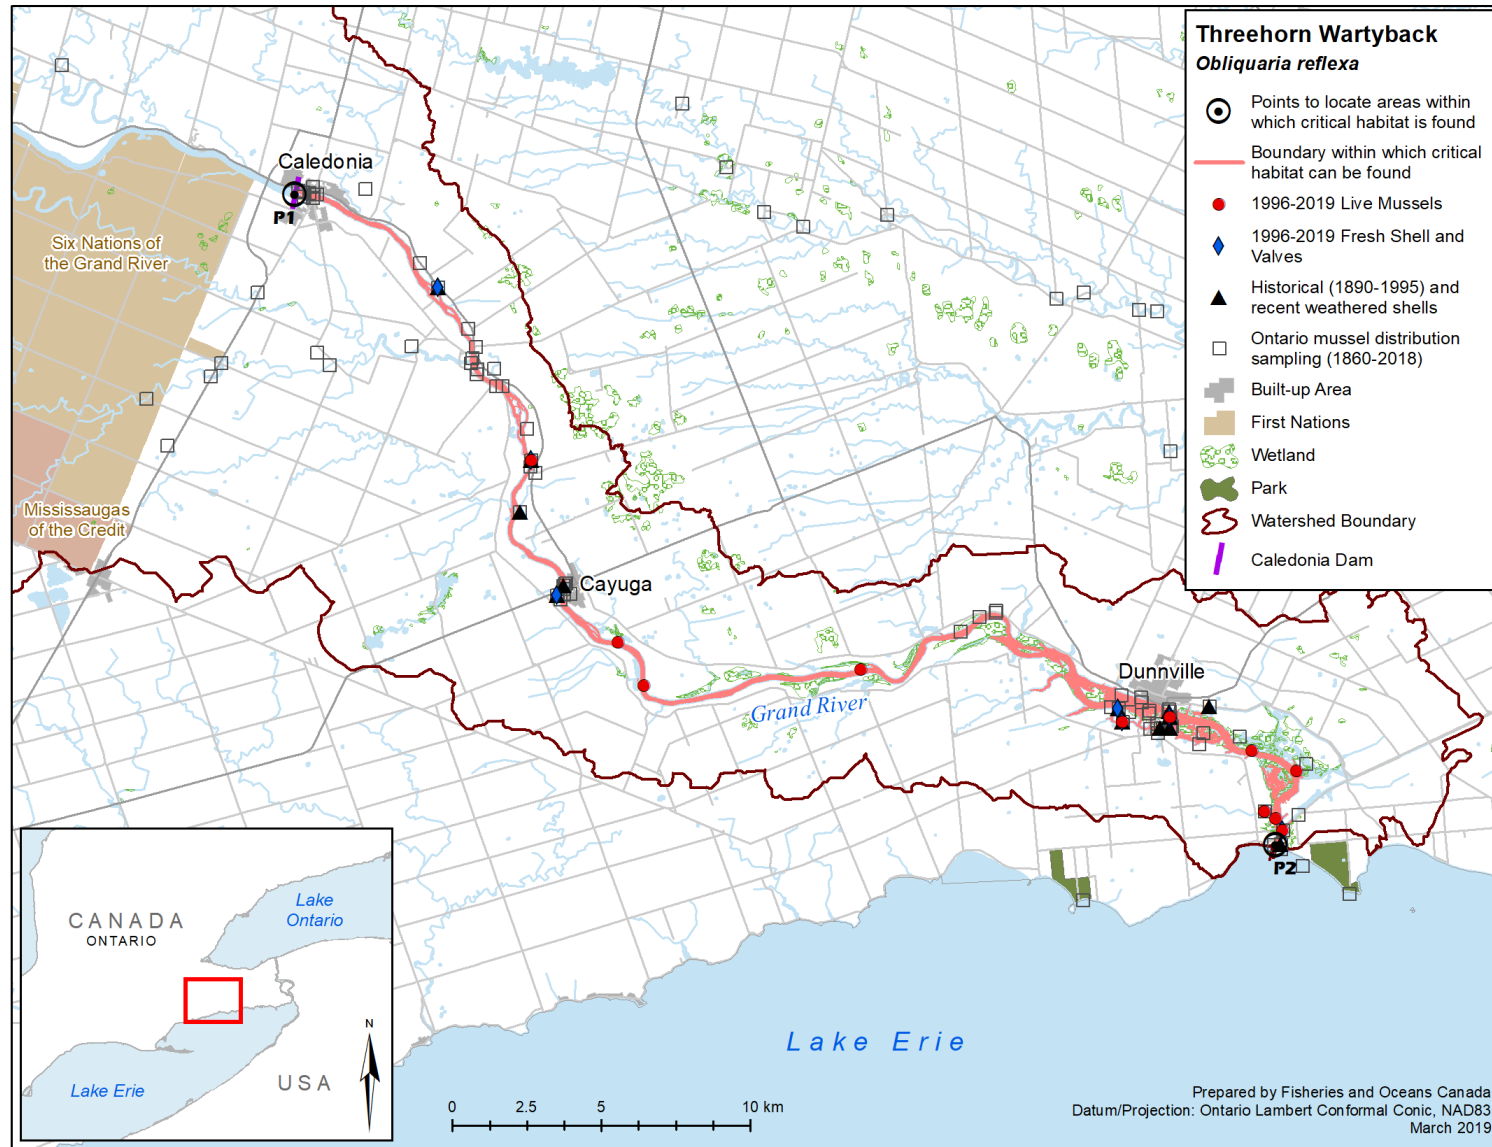 Threehorn Wartyback
Obliquaria reflexa
Points to locate areas within
which critical habitat is found
Boundary within which critical
habitat can be found
1996-2019 Live Mussels
1996-2019 Fresh Shell and
Valves
Historical (1890-1995) and
recent weathered shells
Ontario mussel distribution
sampling (1860-2018)
Built-up Area
First Nations
Wetland
Park
Watershed Boundary
Caledonia Dam
Caledonia
P1
Six Nations of
the Grand River
Mississaugas
of the Credit
Cayuga
Grand River
Dunnville
P2
Lake Erie
CANADA
ONTARIO
Lake
Ontario
Lake Erie
USA
N
0 2.5 5 10 km
Prepared by Fisheries and Oceans Canada
Datum/Projection: Ontario Lambert Conformal Conic, NAD83
March 2019